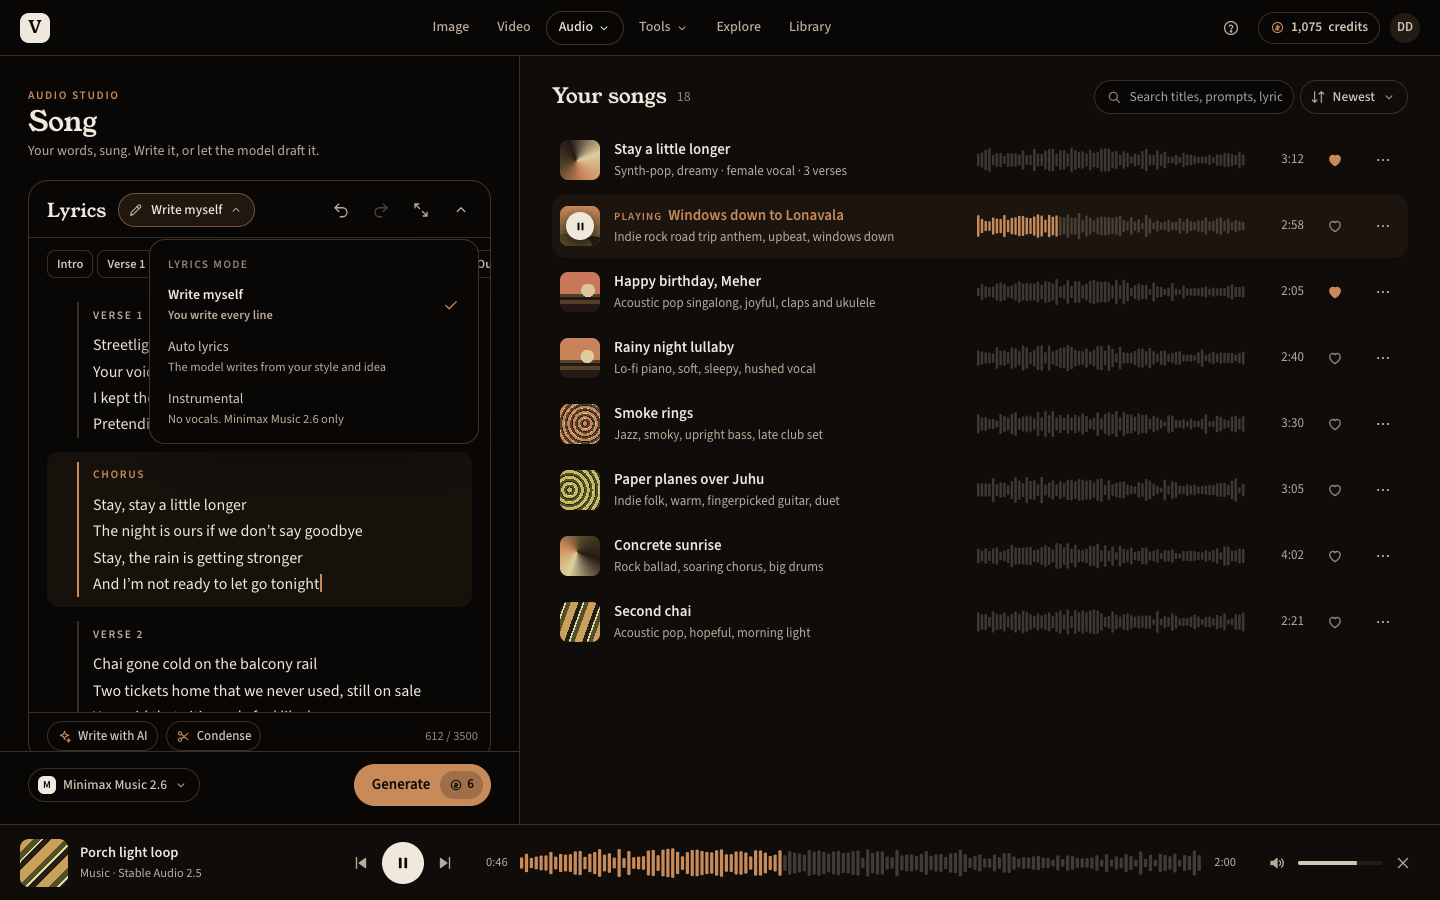 V
Image
Video
Audio
Tools
Explore
Library
1,075 credits
DD
AUDIO STUDIO
Song
Your words, sung. Write it, or let the model draft it.
Lyrics
Write myself
Intro
Verse 1
Ou
LYRICS MODE
Write myself
You write every line
Auto lyrics
The model writes from your style and idea
Instrumental
No vocals. Minimax Music 2.6 only
VERSE 1
Streetlig
Your voic
I kept th
Pretendi
CHORUS
Stay, stay a little longer
The night is ours if we don’t say goodbye
Stay, the rain is getting stronger
And I’m not ready to let go tonight
VERSE 2
Chai gone cold on the balcony rail
Two tickets home that we never used, still on sale
Write with AI
Condense
612 / 3500
M
Minimax Music 2.6
Generate
6
Your songs 18
Search titles, prompts, lyric
Newest
Stay a little longer
Synth-pop, dreamy · female vocal · 3 verses
3:12
PLAYING Windows down to Lonavala
Indie rock road trip anthem, upbeat, windows down
2:58
Happy birthday, Meher
Acoustic pop singalong, joyful, claps and ukulele
2:05
Rainy night lullaby
Lo-fi piano, soft, sleepy, hushed vocal
2:40
Smoke rings
Jazz, smoky, upright bass, late club set
3:30
Paper planes over Juhu
Indie folk, warm, fingerpicked guitar, duet
3:05
Concrete sunrise
Rock ballad, soaring chorus, big drums
4:02
Second chai
Acoustic pop, hopeful, morning light
2:21
Porch light loop
Music · Stable Audio 2.5
0:46
2:00